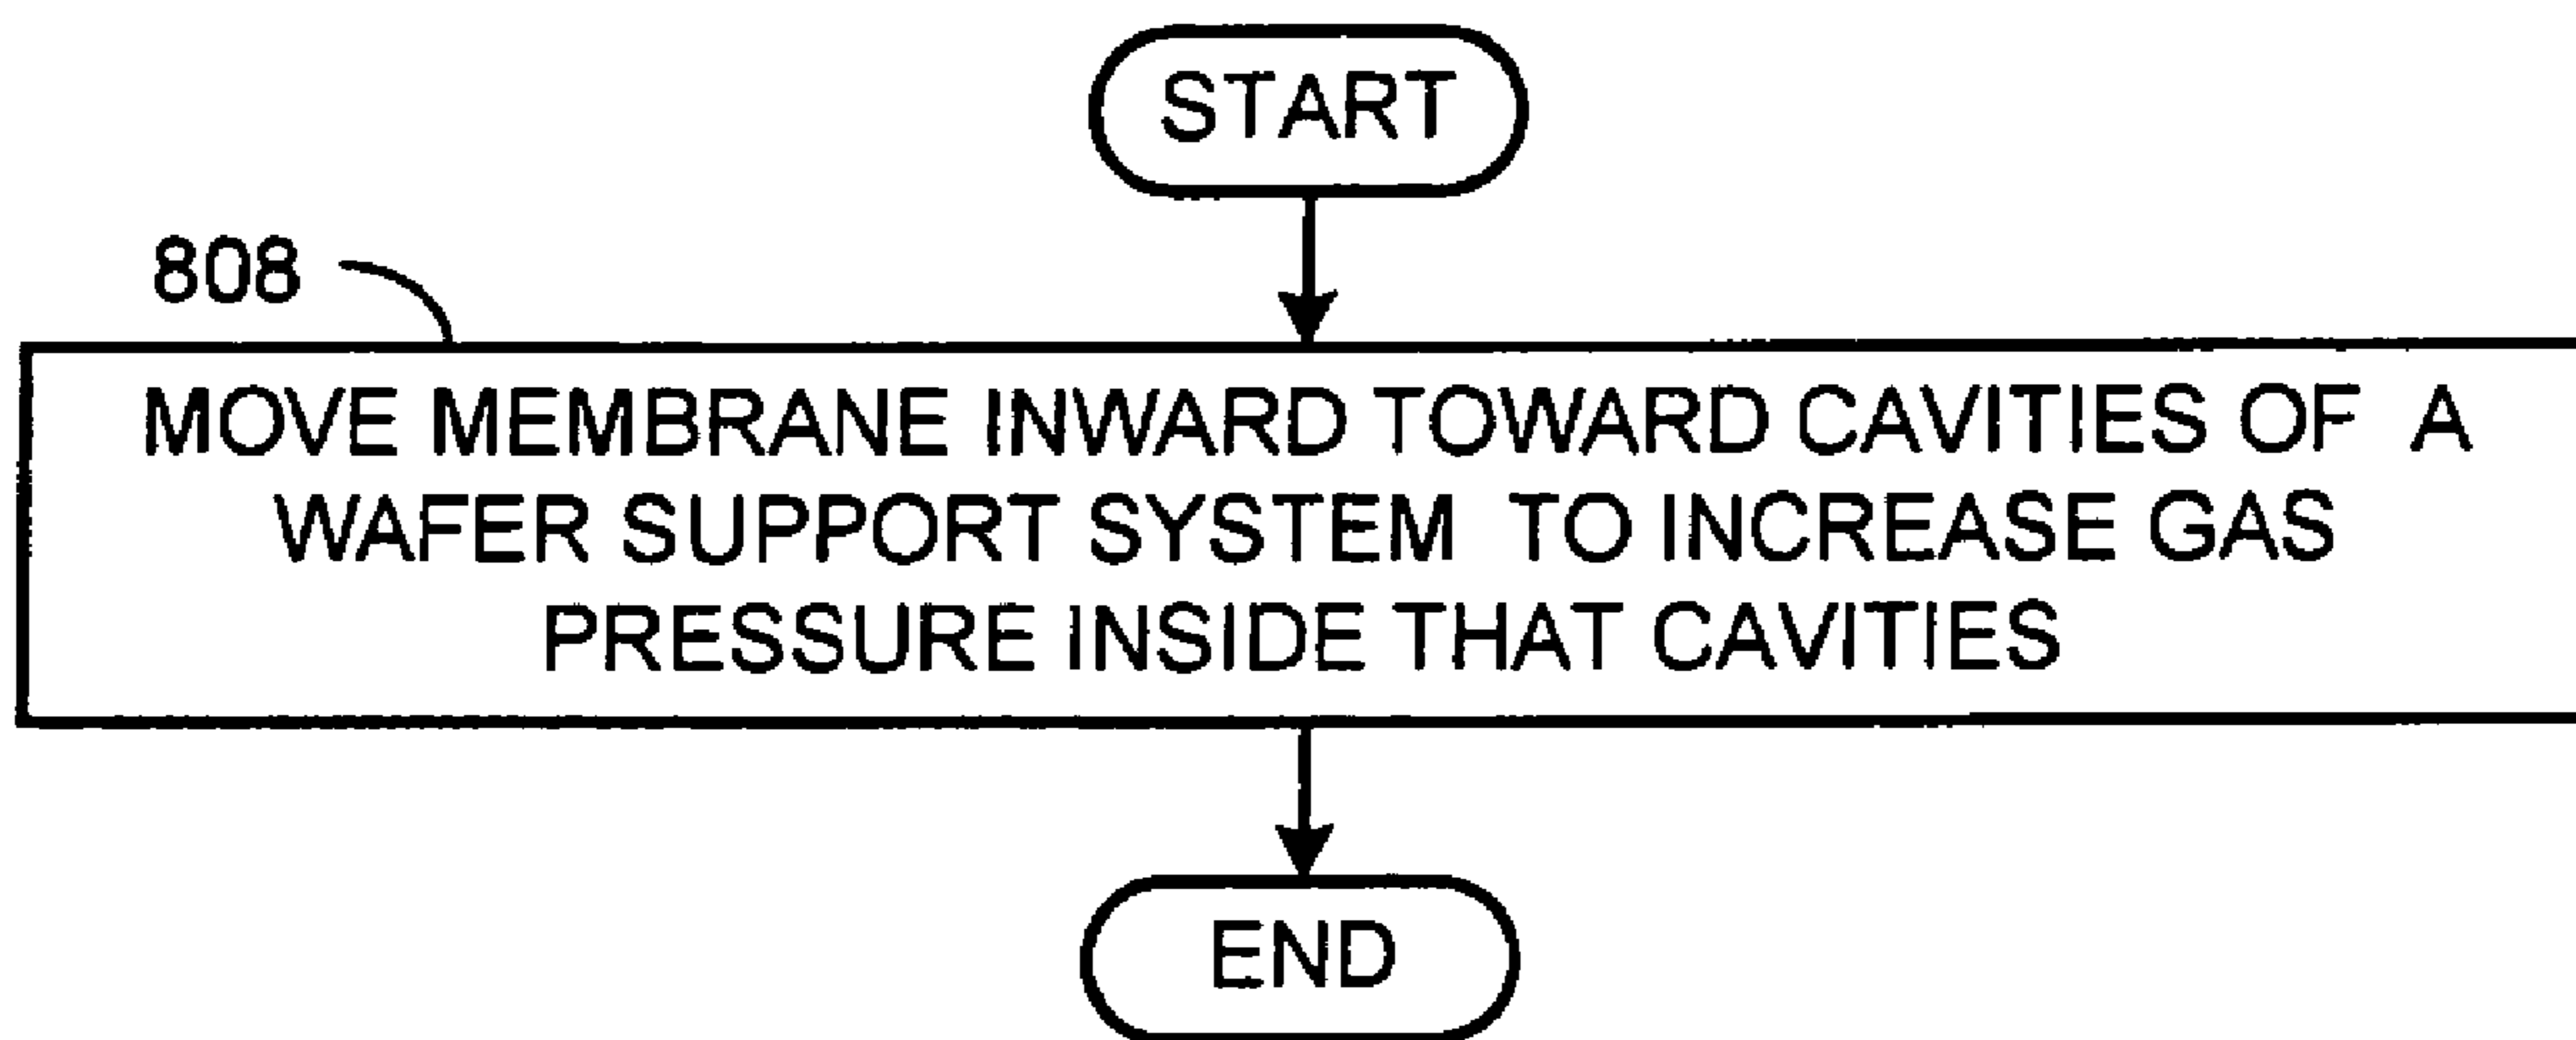 START
808
MOVE MEMBRANE INWARD TOWARD CAVITIES OF A
WAFER SUPPORT SYSTEM TO INCREASE GAS
PRESSURE INSIDE THAT CAVITIES
END